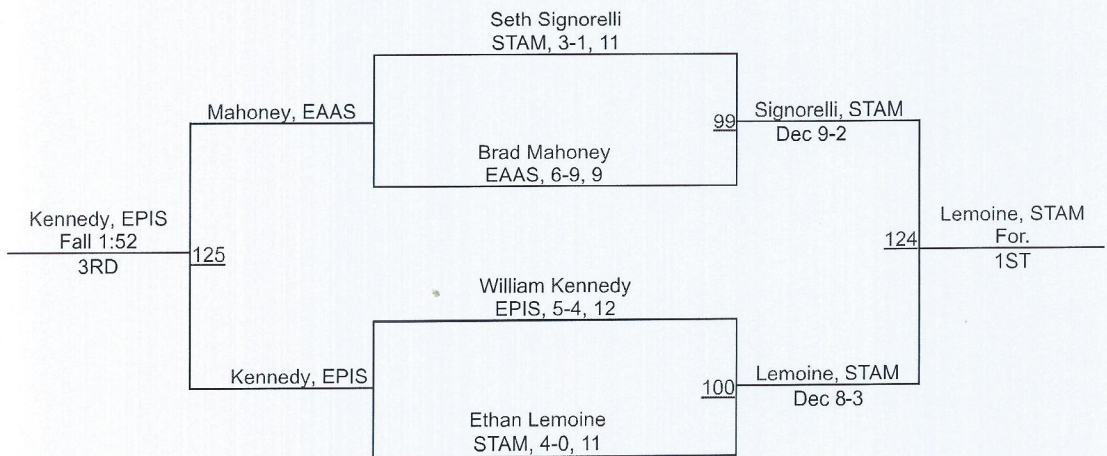 Seth Signorelli
STAM, 3-1, 11
Mahoney, EAAS
99
Signorelli, STAM
Dec 9-2
Brad Mahoney
EAAS, 6-9, 9
Kennedy, EPIS
Fall 1:52
3RD
125
124
Lemoine, STAM
For.
1ST
William Kennedy
EPIS, 5-4, 12
Kennedy, EPIS
100
Lemoine, STAM
Dec 8-3
Ethan Lemoine
STAM, 4-0, 11